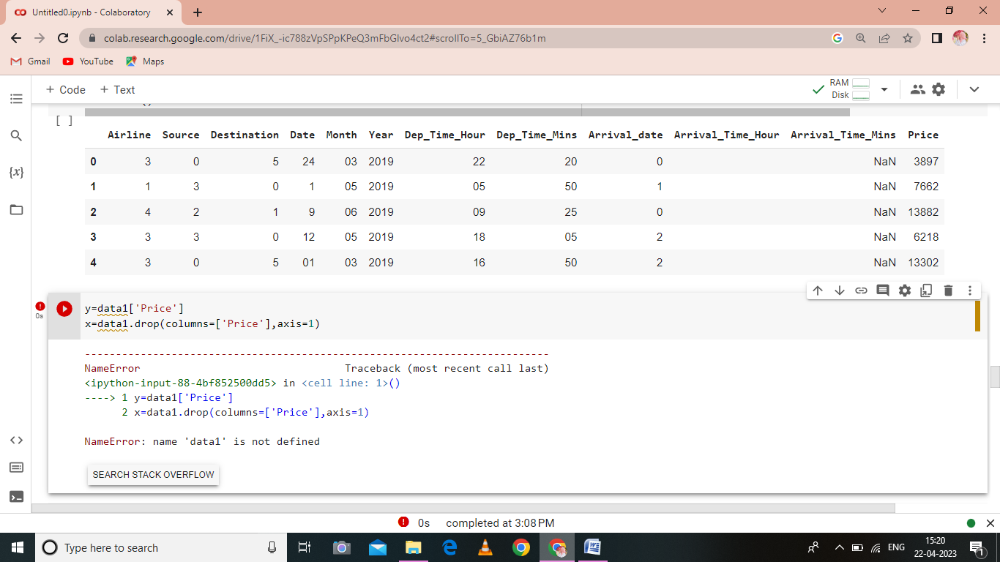 Untitled0.ipynb - Colaboratory
colab.research.google.com/drive/1FiX_-ic788zVpSPpKPeQ3mFbGlvo4ct2#scrollTo=5_GbiAZ76b1m
Gmail YouTube Maps
+ Code + Text RAM
Disk
[ ]
Airline Source Destination Date Month Year Dep_Time_Hour Dep_Time_Mins Arrival_date Arrival_Time_Hour Arrival_Time_Mins Price
0 3 0 5 24 03 2019 22 20 0 NaN 3897
1 1 3 0 1 05 2019 05 50 1 NaN 7662
2 4 2 1 9 06 2019 09 25 0 NaN 13882
3 3 3 0 12 05 2019 18 05 2 NaN 6218
4 3 0 5 01 03 2019 16 50 2 NaN 13302
0s
y=data1['Price']
x=data1.drop(columns=['Price'],axis=1)
---------------------------------------------------------------------------
NameError Traceback (most recent call last)
<ipython-input-88-4bf852500dd5> in <cell line: 1>()
----> 1 y=data1['Price']
2 x=data1.drop(columns=['Price'],axis=1)
NameError: name 'data1' is not defined
SEARCH STACK OVERFLOW
0s completed at 3:08 PM
Type here to search
ENG
15:20
22-04-2023
1